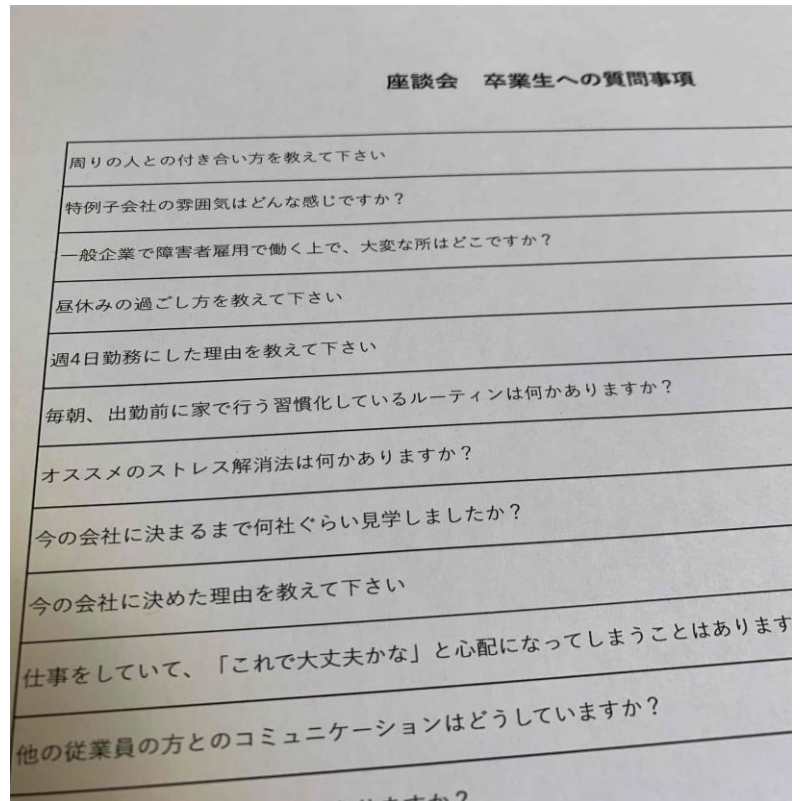 座談会　卒業生への質問事項
周りの人との付き合い方を教えて下さい
特例子会社の雰囲気はどんな感じですか？
一般企業で障害者雇用で働く上で、大変な所はどこですか？
昼休みの過ごし方を教えて下さい
週4日勤務にした理由を教えて下さい
毎朝、出勤前に家で行う習慣化しているルーティンは何かありますか？
オススメのストレス解消法は何かありますか？
今の会社に決まるまで何社ぐらい見学しましたか？
今の会社に決めた理由を教えて下さい
仕事をしていて、「これで大丈夫かな」と心配になってしまうことはあります
他の従業員の方とのコミュニケーションはどうしていますか？
ますか？